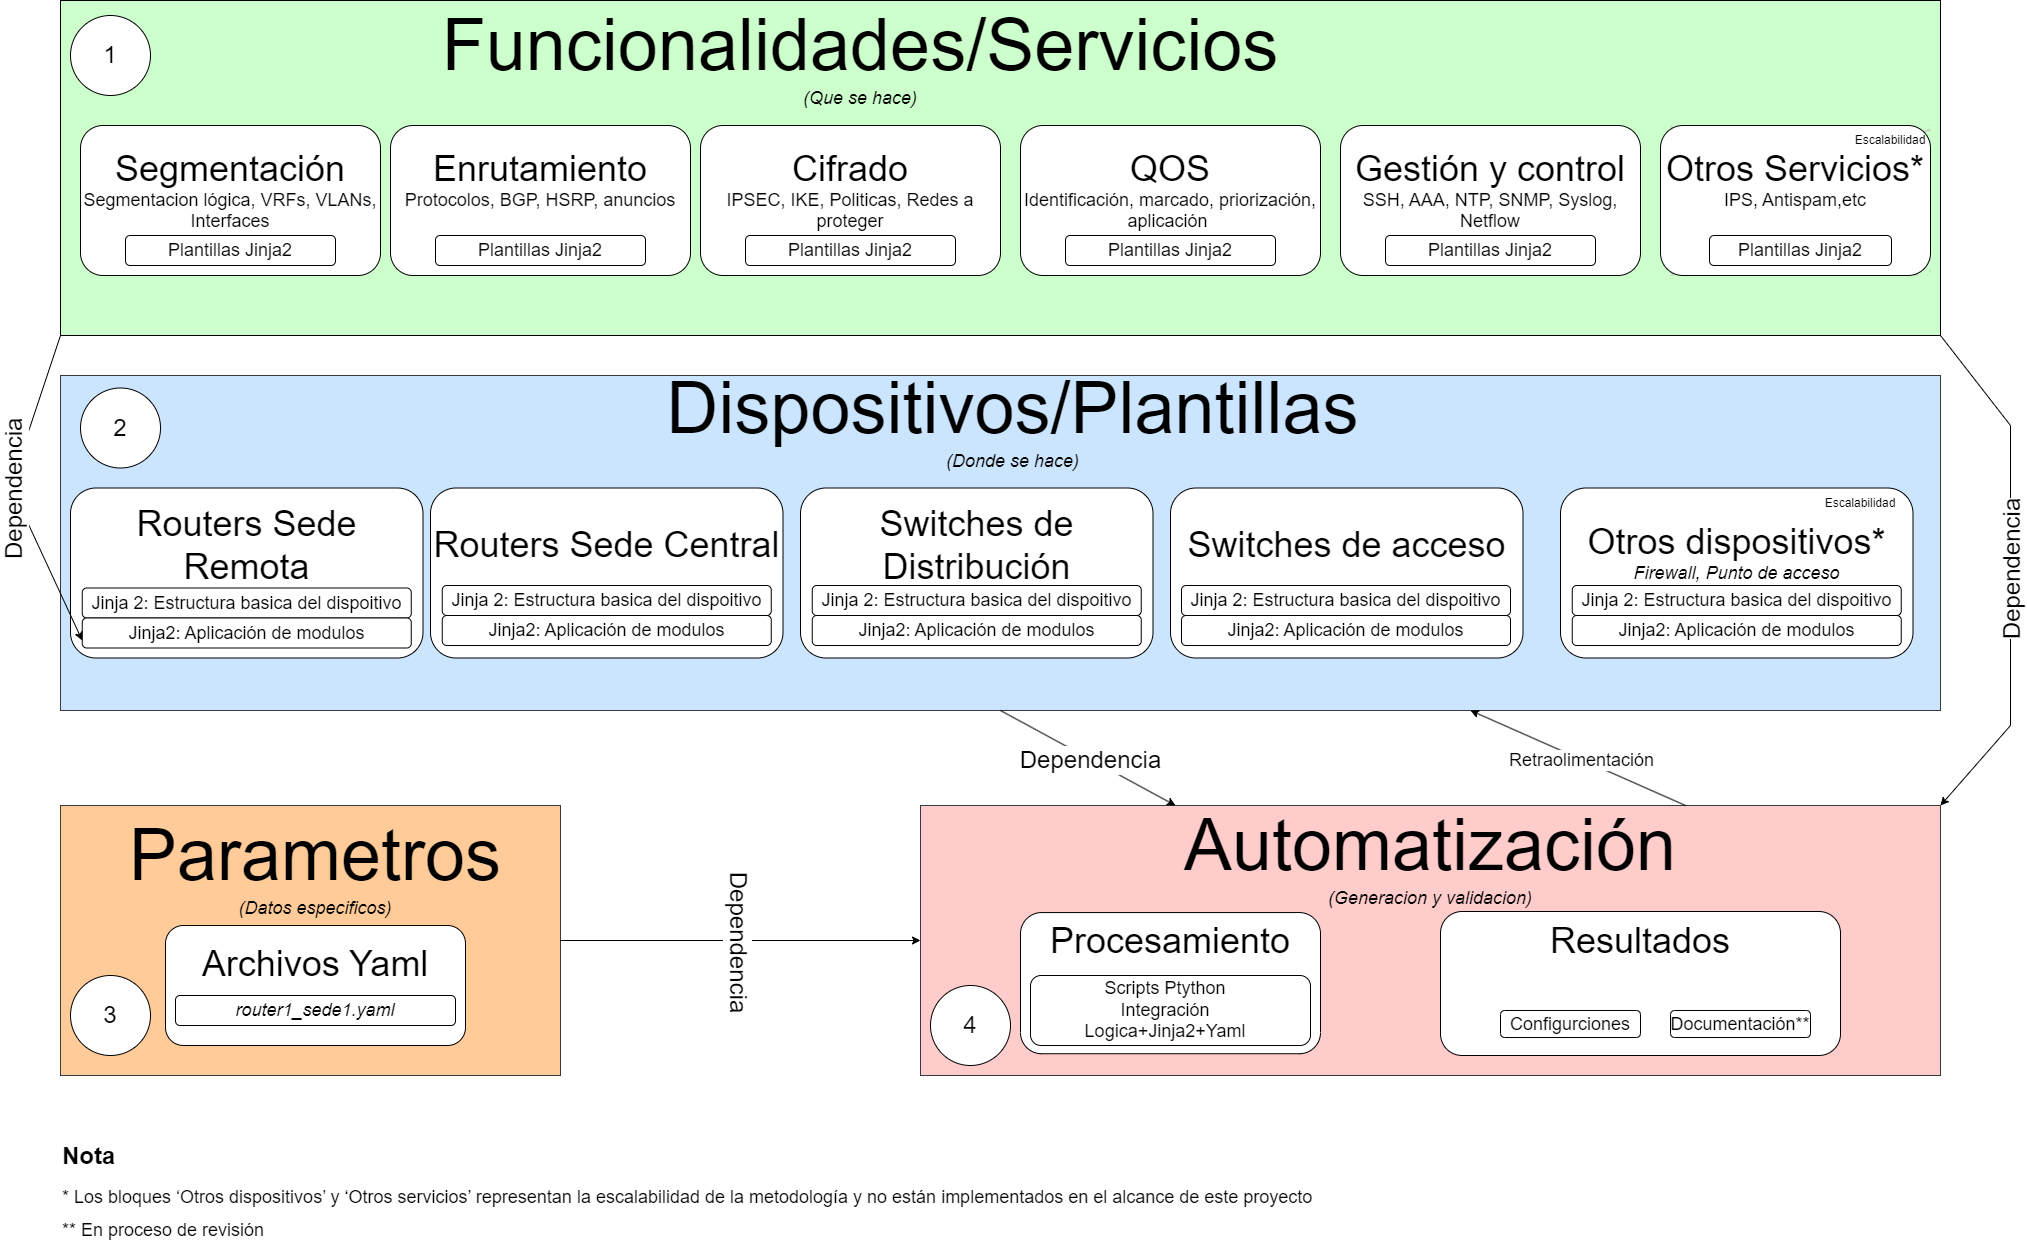 1
Funcionalidades/Servicios
(Que se hace)
Segmentación
Segmentacion lógica, VRFs, VLANs,
Interfaces
Plantillas Jinja2
Enrutamiento
Protocolos, BGP, HSRP, anuncios
Plantillas Jinja2
Cifrado
IPSEC, IKE, Politicas, Redes a
proteger
Plantillas Jinja2
QOS
Identificación, marcado, priorización,
aplicación
Plantillas Jinja2
Gestión y control
SSH, AAA, NTP, SNMP, Syslog,
Netflow
Plantillas Jinja2
Escalabilidad
Otros Servicios*
IPS, Antispam,etc
Plantillas Jinja2
Dependencia
Dependencia
2
Dispositivos/Plantillas
(Donde se hace)
Routers Sede
Remota
Jinja 2: Estructura basica del dispoitivo
Jinja2: Aplicación de modulos
Routers Sede Central
Jinja 2: Estructura basica del dispoitivo
Jinja2: Aplicación de modulos
Switches de
Distribución
Jinja 2: Estructura basica del dispoitivo
Jinja2: Aplicación de modulos
Switches de acceso
Jinja 2: Estructura basica del dispoitivo
Jinja2: Aplicación de modulos
Escalabilidad
Otros dispositivos*
Firewall, Punto de acceso
Jinja 2: Estructura basica del dispoitivo
Jinja2: Aplicación de modulos
Dependencia
Retraolimentación
Parametros
(Datos especificos)
Archivos Yaml
router1_sede1.yaml
3
Dependencia
Automatización
(Generacion y validacion)
4
Procesamiento
Scripts Ptython
Integración
Logica+Jinja2+Yaml
Resultados
Configurciones
Documentación**
Nota
* Los bloques ‘Otros dispositivos’ y ‘Otros servicios’ representan la escalabilidad de la metodología y no están implementados en el alcance de este proyecto
** En proceso de revisión